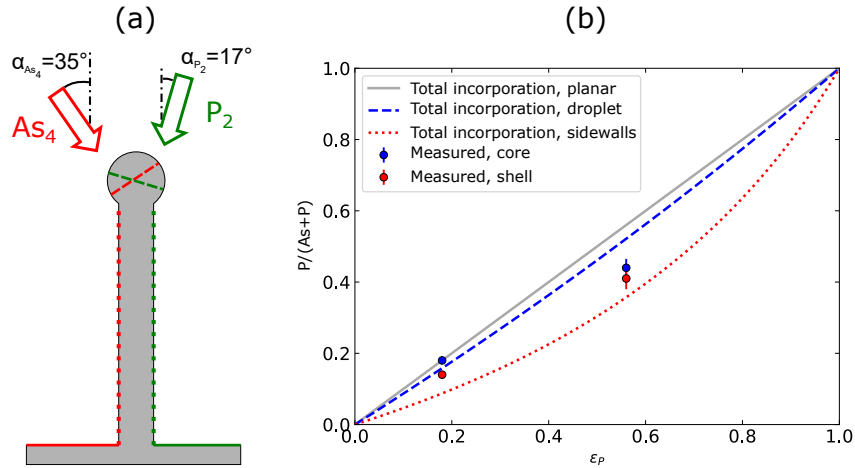 (a)
α_As₄=35°
α_P₂=17°
As₄
P₂
(b)
P/(As+P)
1.0
0.8
0.6
0.4
0.2
0.0
Total incorporation, planar
Total incorporation, droplet
Total incorporation, sidewalls
Measured, core
Measured, shell
0.0 0.2 0.4 0.6 0.8 1.0
ε_P